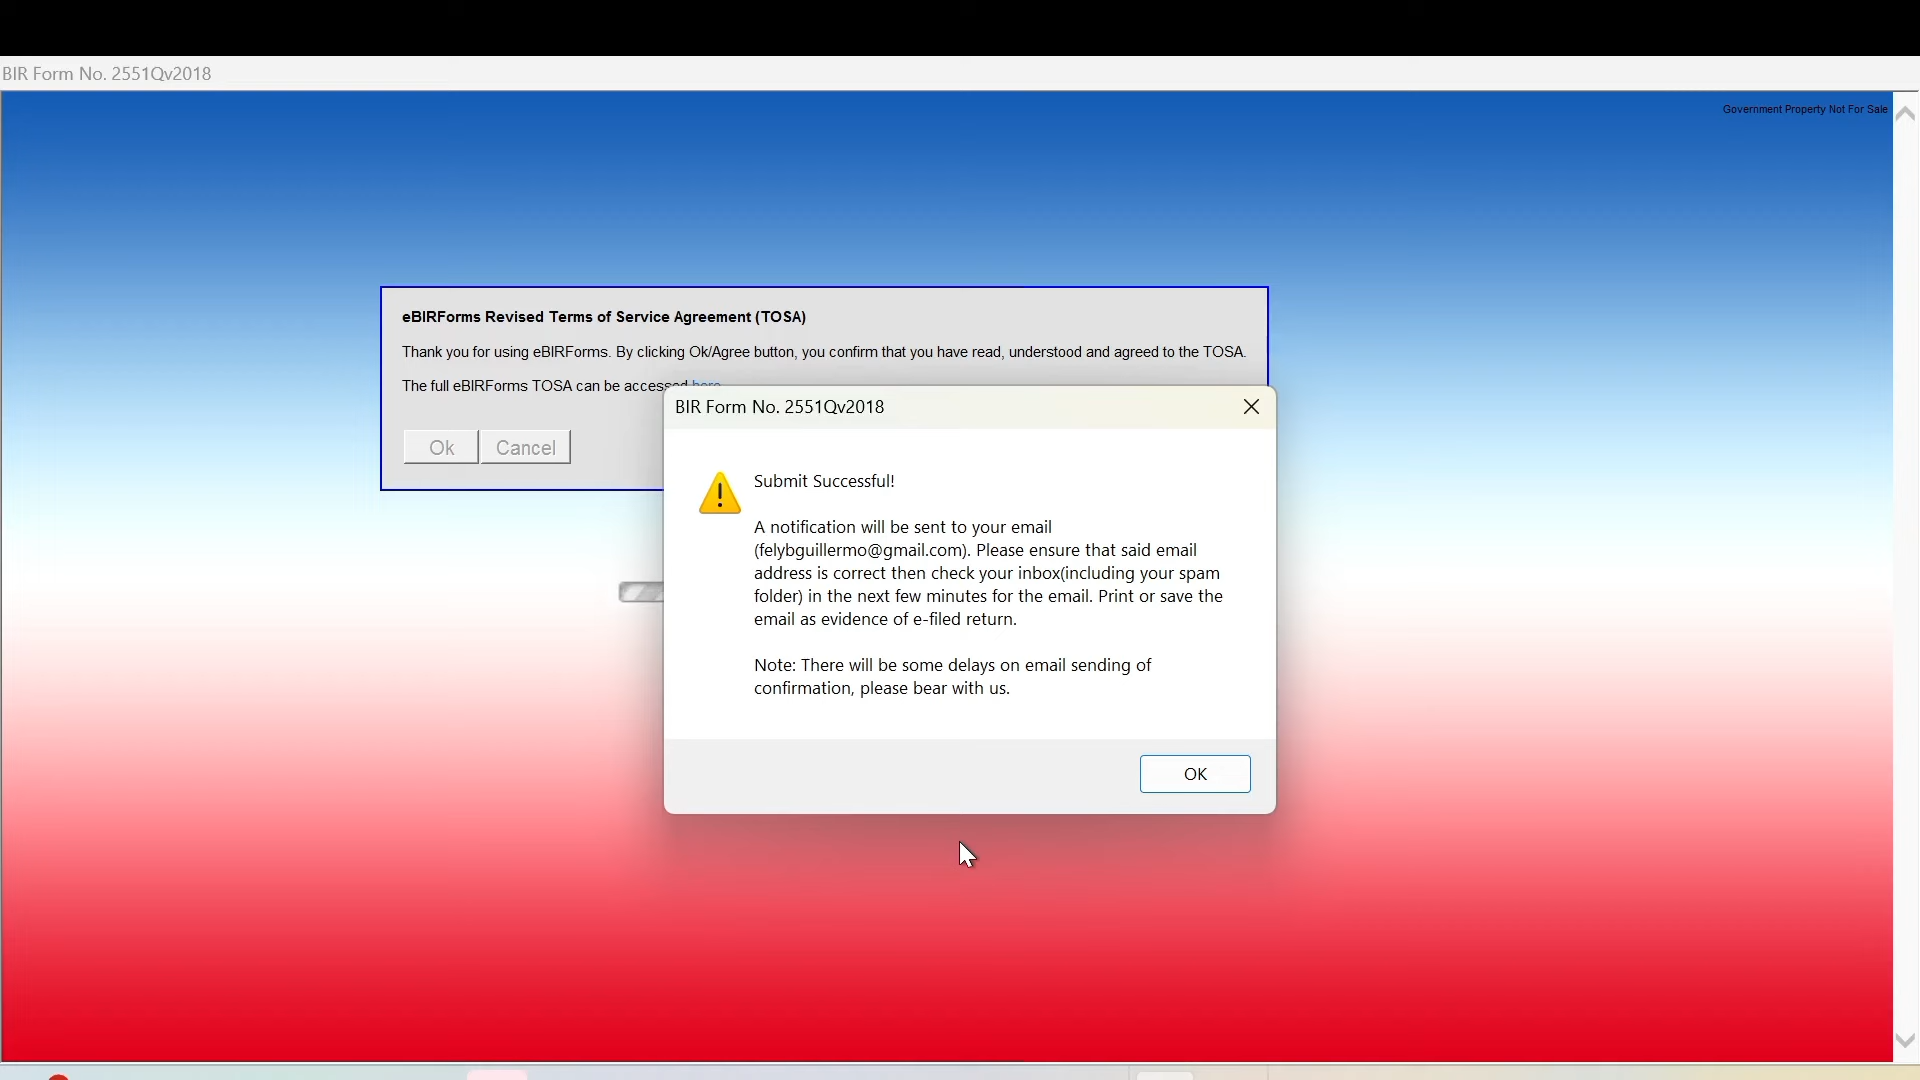 BIR Form No. 2551Qv2018
Government Property Not For Sale
eBIRForms Revised Terms of Service Agreement (TOSA)
Thank you for using eBIRForms. By clicking Ok/Agree button, you confirm that you have read, understood and agreed to the TOSA.
The full eBIRForms TOSA can be accessed here
Ok Cancel
BIR Form No. 2551Qv2018
Submit Successful!
A notification will be sent to your email
(felybguillermo@gmail.com). Please ensure that said email
address is correct then check your inbox(including your spam
folder) in the next few minutes for the email. Print or save the
email as evidence of e-filed return.
Note: There will be some delays on email sending of
confirmation, please bear with us.
OK